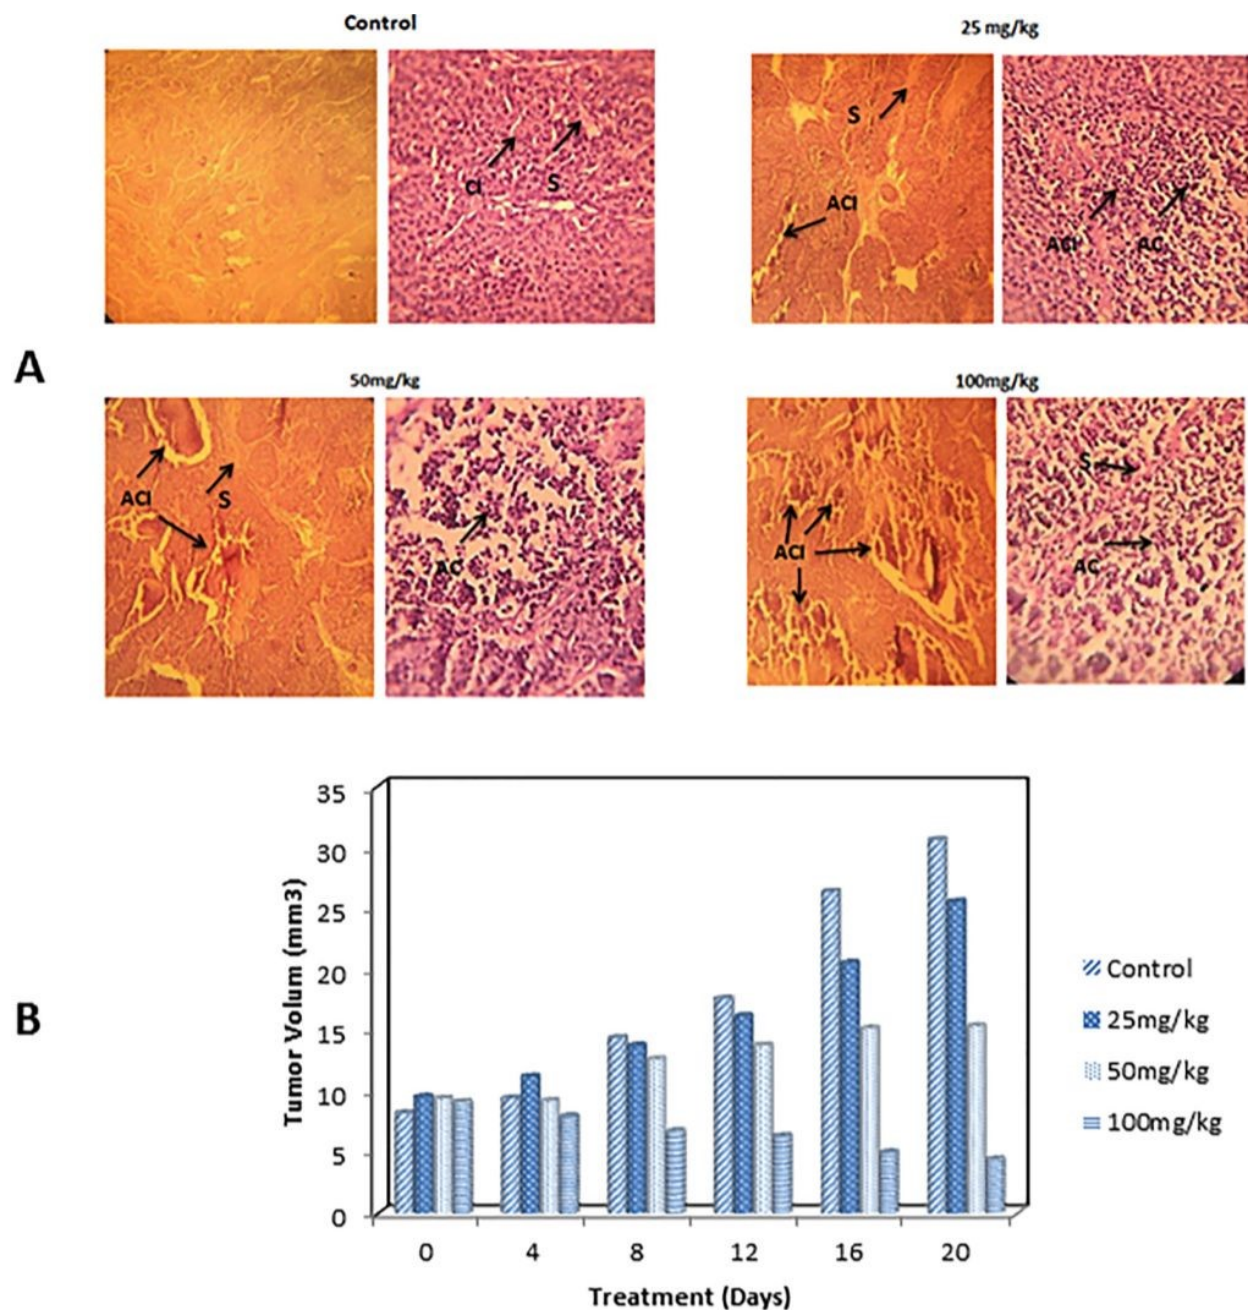 Control
25 mg/kg
CI
S
S
ACI
ACI
AC
A
50mg/kg
100mg/kg
ACI
S
AC
ACI
S
AC
B
Tumor Volum (mm3)
35
30
25
20
15
10
5
0
0 4 8 12 16 20
Treatment (Days)
Control
25mg/kg
50mg/kg
100mg/kg